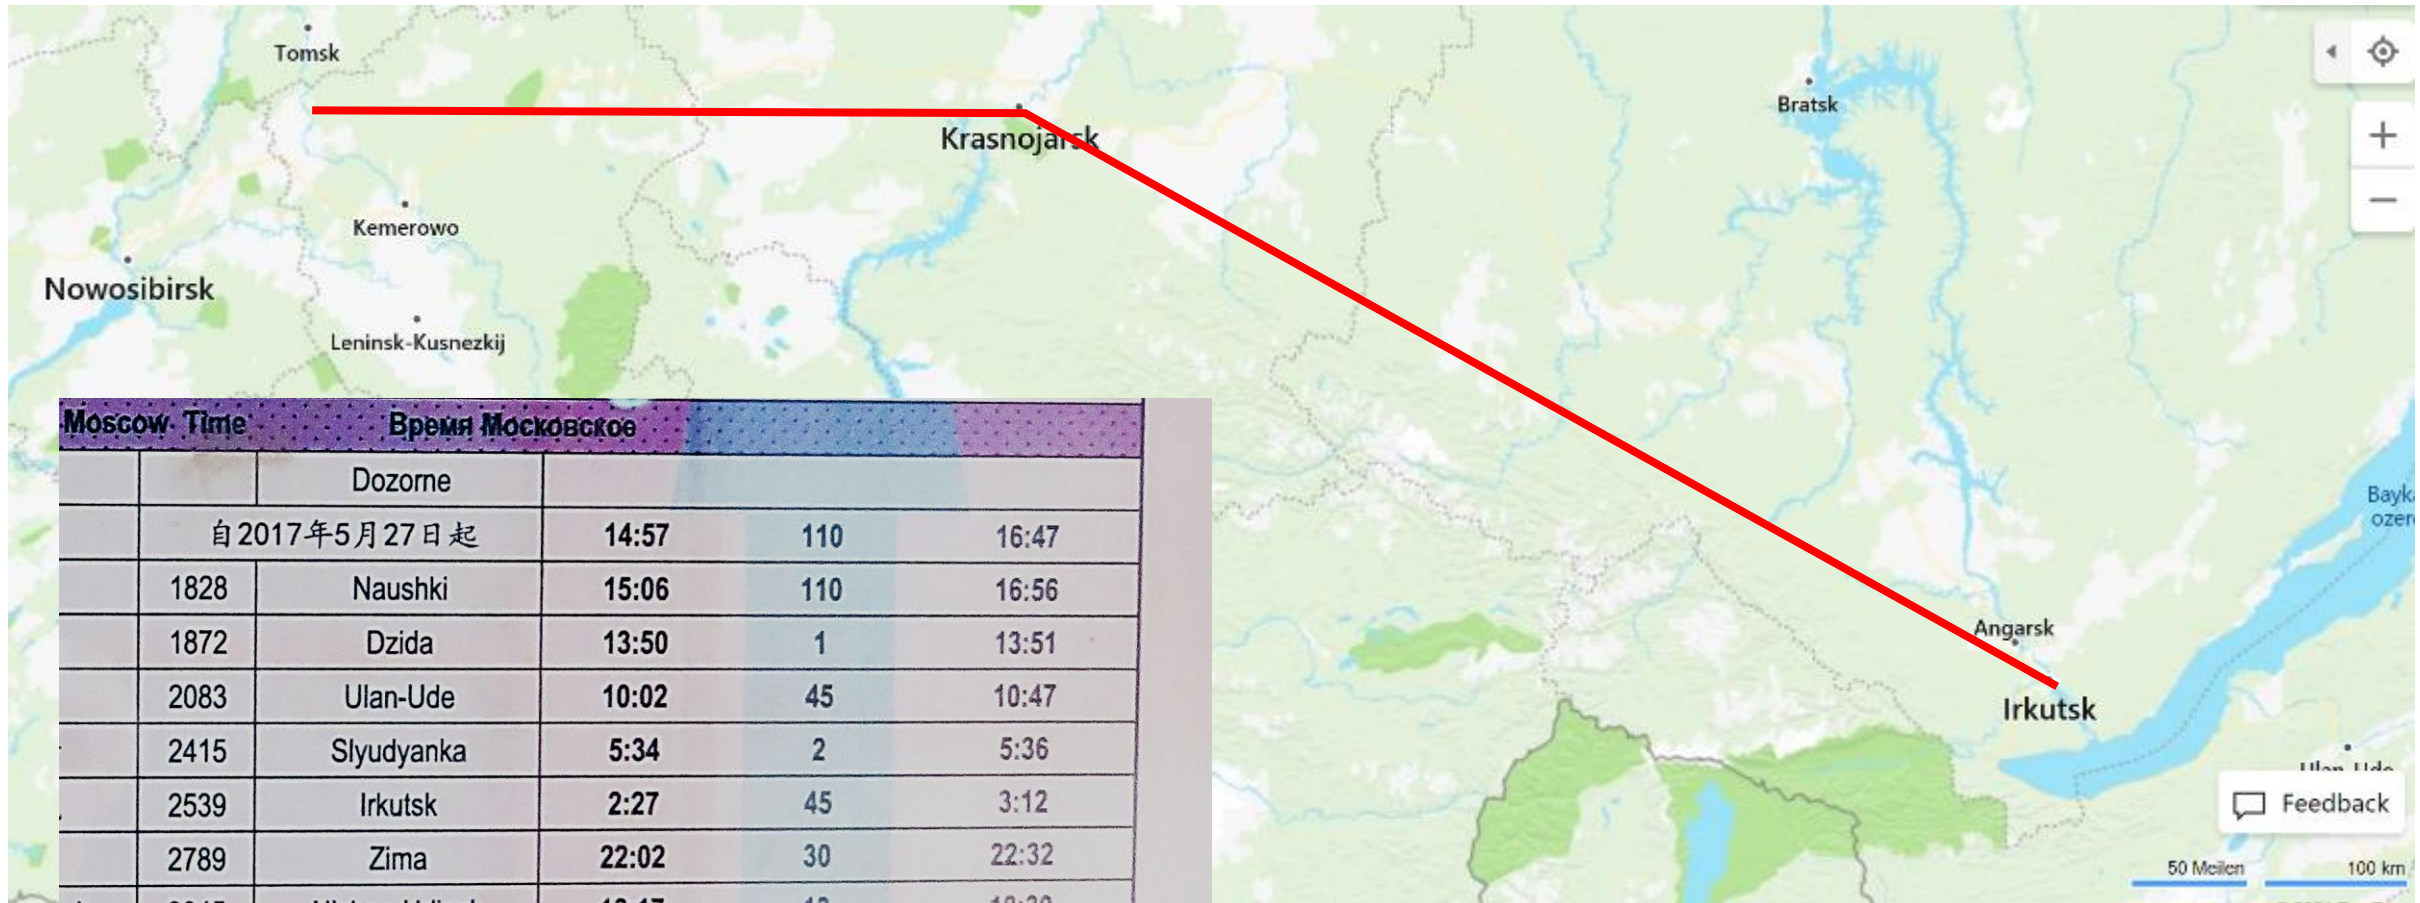 Tomsk
Bratsk
Krasnojarsk
Kemerowo
Nowosibirsk
Leninsk-Kusnezkij
Moscow Time Время Московское
Dozorne
自2017年5月27日起 14:57 110 16:47
1828 Naushki 15:06 110 16:56
1872 Dzida 13:50 1 13:51
2083 Ulan-Ude 10:02 45 10:47
2415 Slyudyanka 5:34 2 5:36
2539 Irkutsk 2:27 45 3:12
2789 Zima 22:02 30 22:32
Angarsk
Irkutsk
Feedback
50 Meilen 100 km